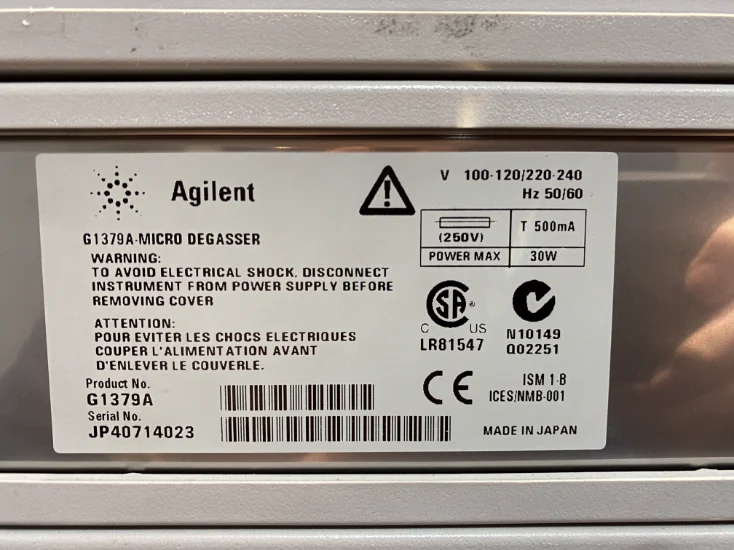 Agilent
V 100-120/220-240
Hz 50/60
(250V)
T 500mA
POWER MAX
30W
G1379A-MICRO DEGASSER
WARNING:
TO AVOID ELECTRICAL SHOCK, DISCONNECT
INSTRUMENT FROM POWER SUPPLY BEFORE
REMOVING COVER
ATTENTION:
POUR EVITER LES CHOCS ELECTRIQUES
COUPER L'ALIMENTATION AVANT
D'ENLEVER LE COUVERLE.
SA ®
C US
LR81547
N10149
Q02251
Product No.
G1379A
Serial No.
JP40714023
CE
ISM 1-B
ICES/NMB-001
MADE IN JAPAN